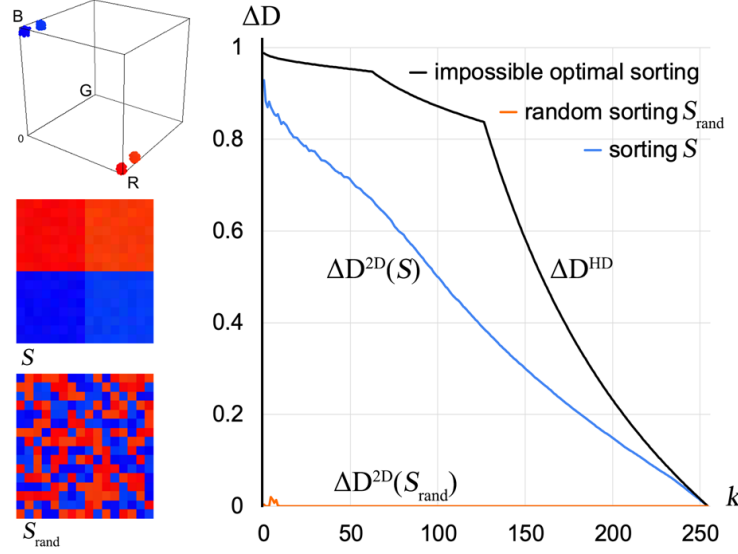 B
G
0
R
S
S_rand
ΔD
1
0.8
0.6
0.4
0.2
0
impossible optimal sorting
random sorting S_rand
sorting S
ΔD^2D(S)
ΔD^HD
ΔD^2D(S_rand)
0 50 100 150 200 250 k